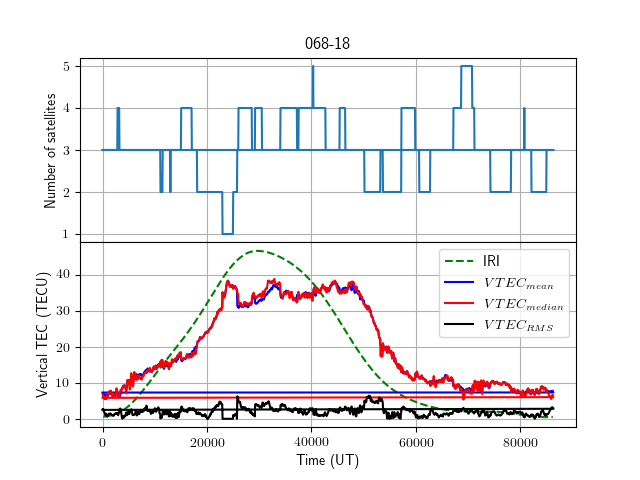 068-18
Number of satellites
5
4
3
2
1
Vertical TEC (TECU)
40
30
20
10
0
IRI
VTEC_mean
VTEC_median
VTEC_RMS
0 20000 40000 60000 80000
Time (UT)